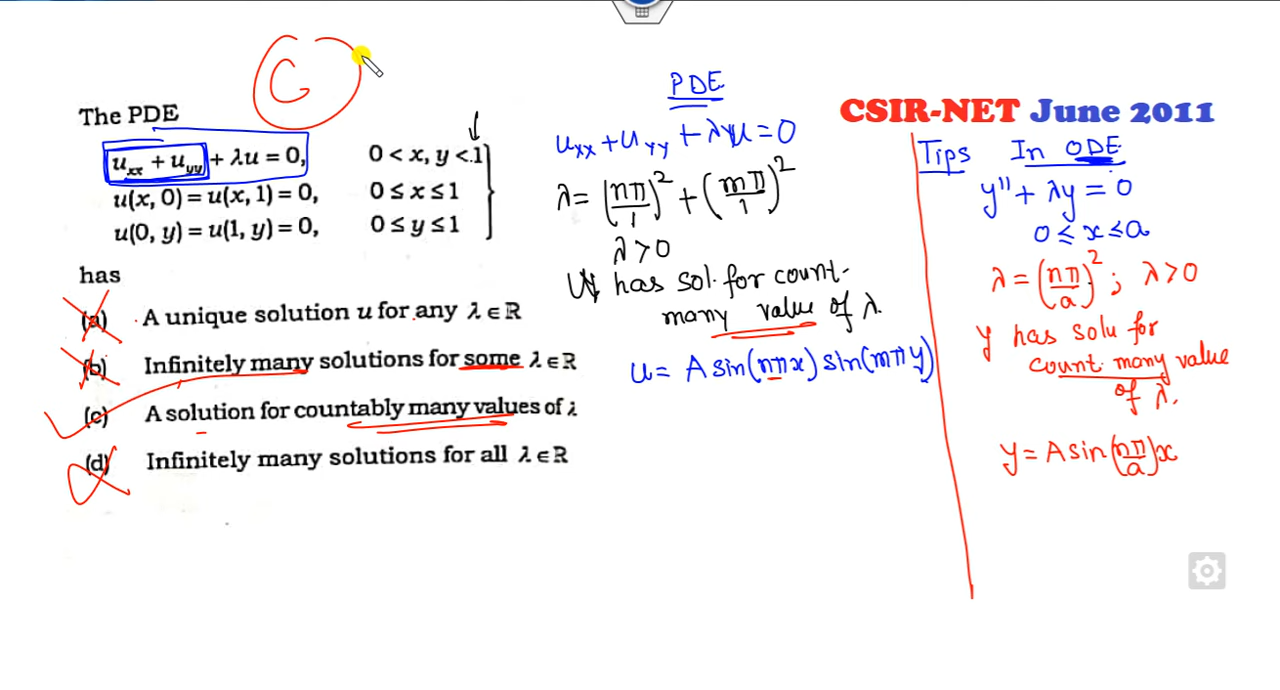 G
The PDE
uₓₓ + u_yy + λu = 0, 0 < x, y < 1
u(x, 0) = u(x, 1) = 0, 0 ≤ x ≤ 1
u(0, y) = u(1, y) = 0, 0 ≤ y ≤ 1
has
(a) A unique solution u for any λ ∈ ℝ
(b) Infinitely many solutions for some λ ∈ ℝ
(c) A solution for countably many values of λ
(d) Infinitely many solutions for all λ ∈ ℝ
PDE
uₓₓ + u_yy + λu = 0
λ = (nπ/1)² + (mπ/1)²
λ > 0
has sol. for count-
many value of λ.
u = A sin(nπx) sin(mπy)
CSIR-NET June 2011
Tips In ODE
y'' + λy = 0
0 ≤ x ≤ a
λ = (nπ/a)² ; λ > 0
y has solu for
count. many value
of λ.
y = A sin(nπ/a)x